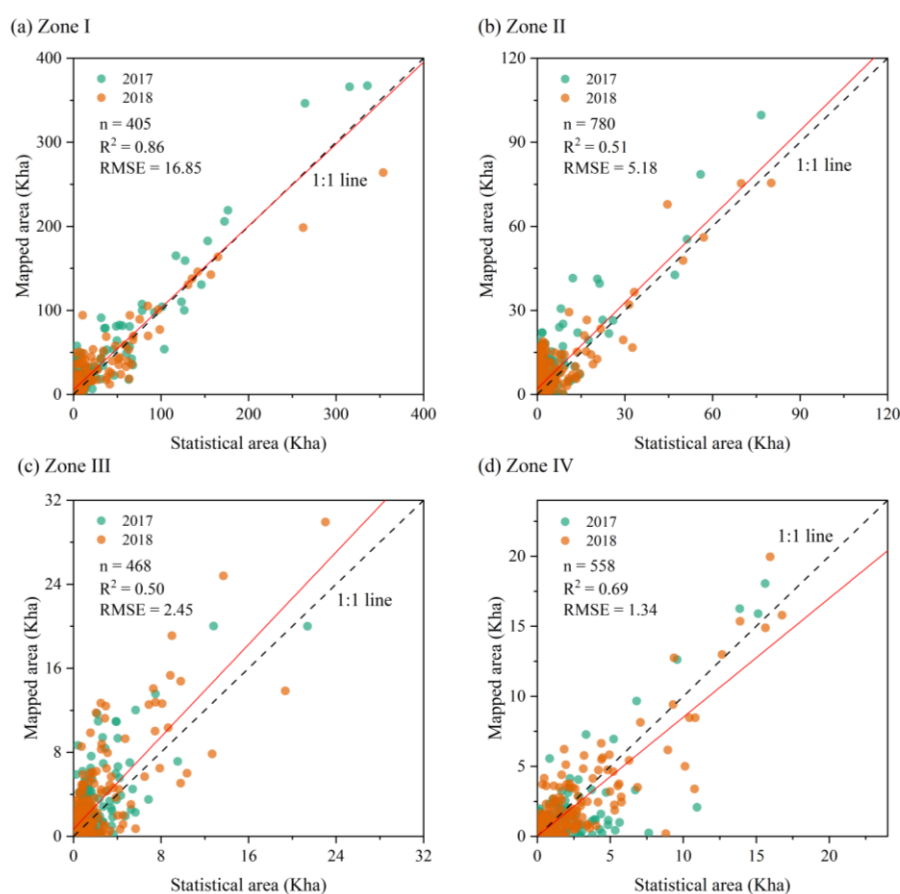 (a) Zone I
400
300
200
100
0
Mapped area (Kha)
2017
2018
n = 405
R² = 0.86
RMSE = 16.85
1:1 line
0 100 200 300 400
Statistical area (Kha)
(b) Zone II
120
90
60
30
0
Mapped area (Kha)
2017
2018
n = 780
R² = 0.51
RMSE = 5.18
1:1 line
0 30 60 90 120
Statistical area (Kha)
(c) Zone III
32
24
16
8
0
Mapped area (Kha)
2017
2018
n = 468
R² = 0.50
RMSE = 2.45
1:1 line
0 8 16 24 32
Statistical area (Kha)
(d) Zone IV
20
15
10
5
0
Mapped area (Kha)
2017
2018
n = 558
R² = 0.69
RMSE = 1.34
1:1 line
0 5 10 15 20
Statistical area (Kha)